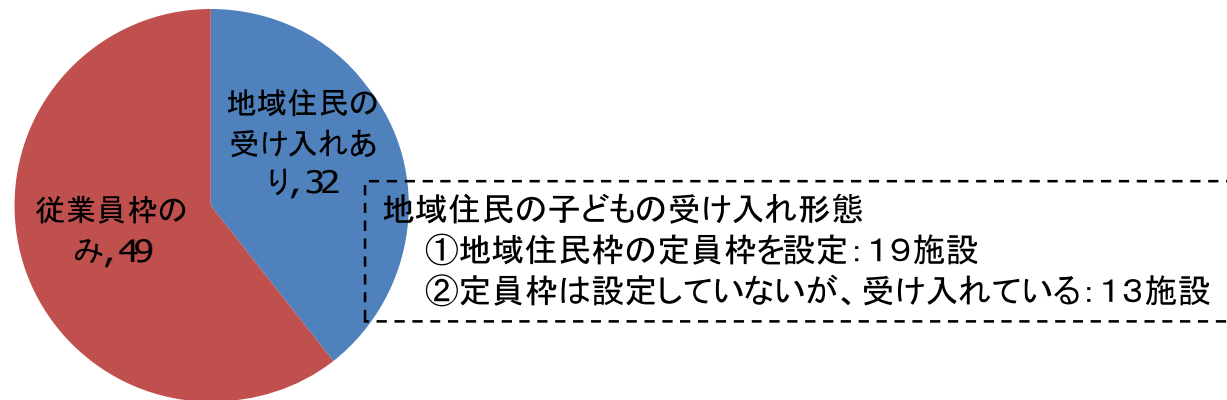 地域住民の
受け入れあ
り, 32
従業員枠の
み, 49
地域住民の子どもの受け入れ形態
①地域住民枠の定員枠を設定：１９施設
②定員枠は設定していないが、受け入れている：１３施設